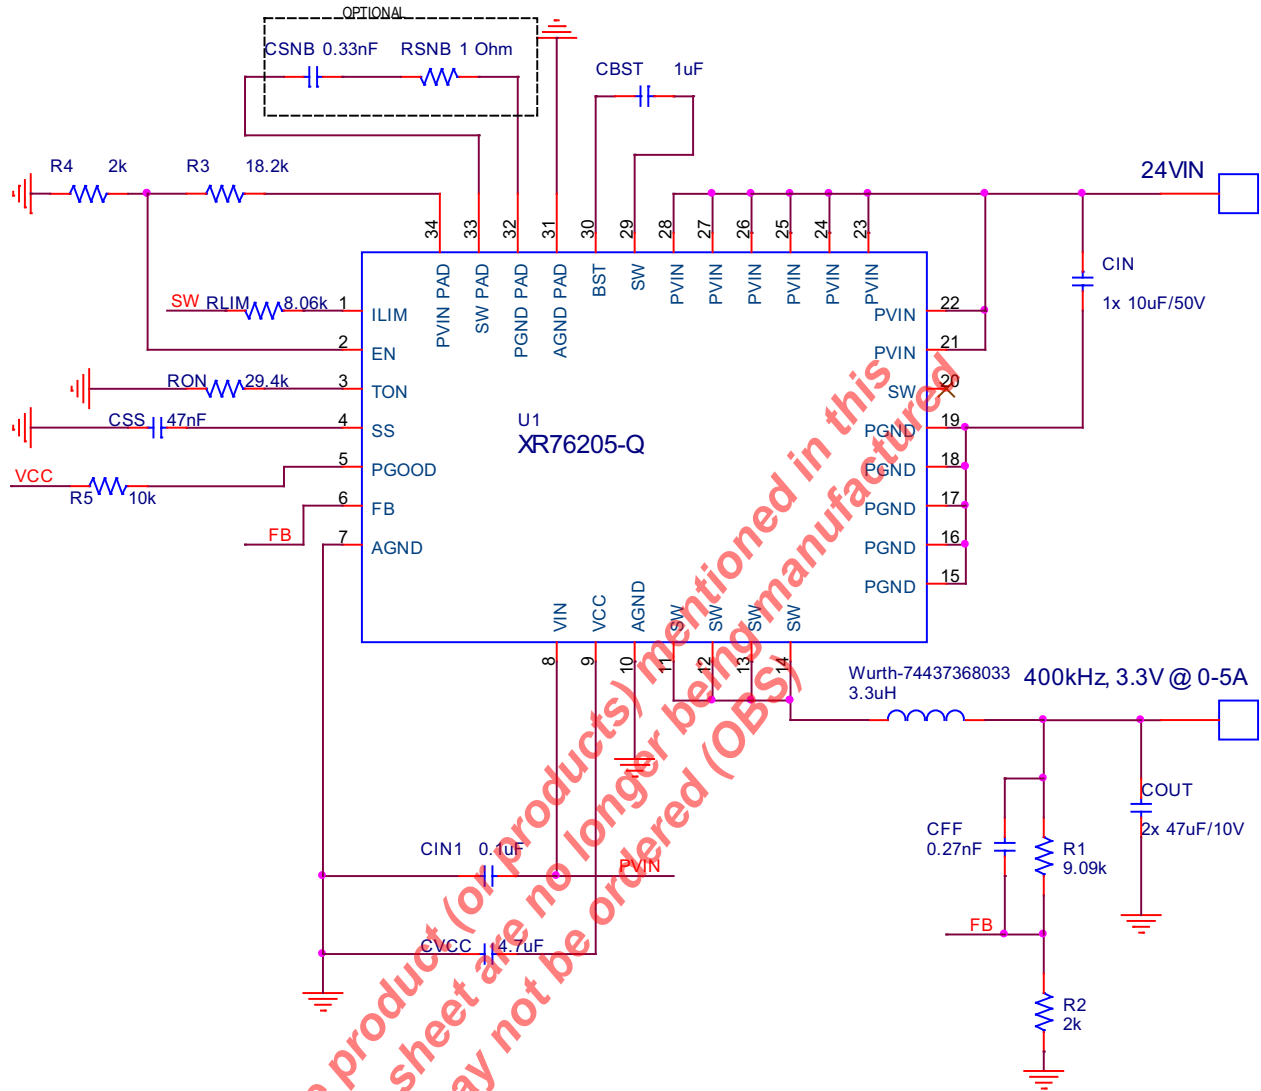 OPTIONAL
CSNB 0.33nF RSNB 1 Ohm
CBST 1uF
R4 2k R3 18.2k
24VIN
34 33 32 31 30 29 28 27 26 25 24 23
PVIN PAD
SW PAD
PGND PAD
AGND PAD
BST
SW
PVIN
PVIN
PVIN
PVIN
PVIN
PVIN
CIN
1x 10uF/50V
SW RLIM 8.06k 1 ILIM
2 EN
RON 29.4k 3 TON
CSS 47nF 4 SS
VCC R5 10k 5 PGOOD
FB 6 FB
7 AGND
U1
XR76205-Q
PVIN 22
PVIN 21
SW 20
PGND 19
PGND 18
PGND 17
PGND 16
PGND 15
VIN
VCC
AGND
SW
SW
SW
SW
8 9 10 11 12 13 14
Wurth-74437368033
3.3uH
400kHz, 3.3V @ 0-5A
COUT
2x 47uF/10V
CFF
0.27nF
R1
9.09k
FB
R2
2k
CIN1 0.1uF
PVIN
CVCC 4.7uF
product (or products) mentioned in this
sheet are no longer being manufactured
ay not be ordered (OBS)